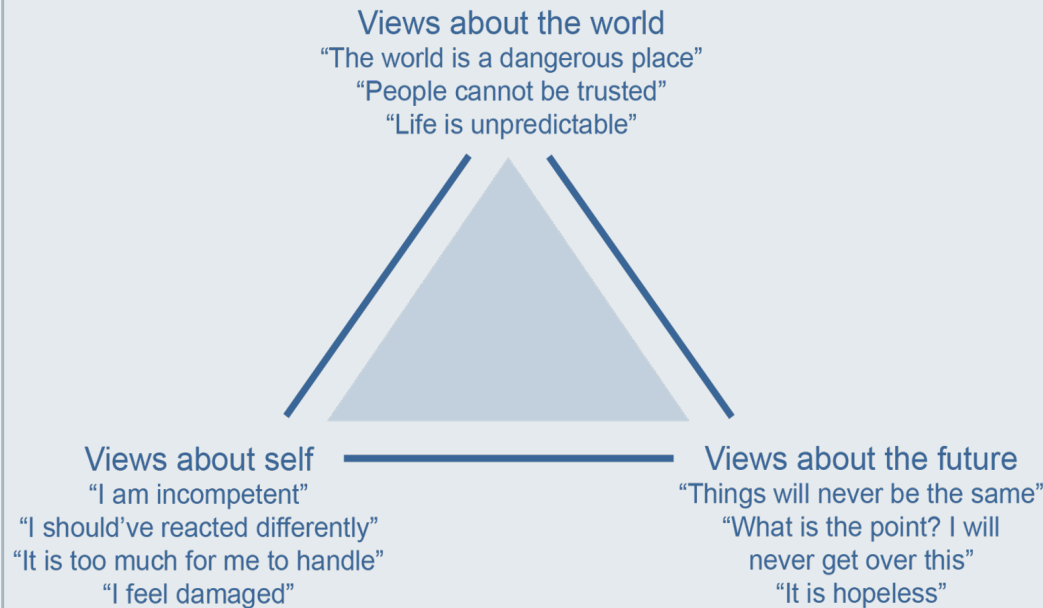 Views about the world
“The world is a dangerous place”
“People cannot be trusted”
“Life is unpredictable”
Views about self
“I am incompetent”
“I should’ve reacted differently”
“It is too much for me to handle”
“I feel damaged”
Views about the future
“Things will never be the same”
“What is the point? I will
never get over this”
“It is hopeless”